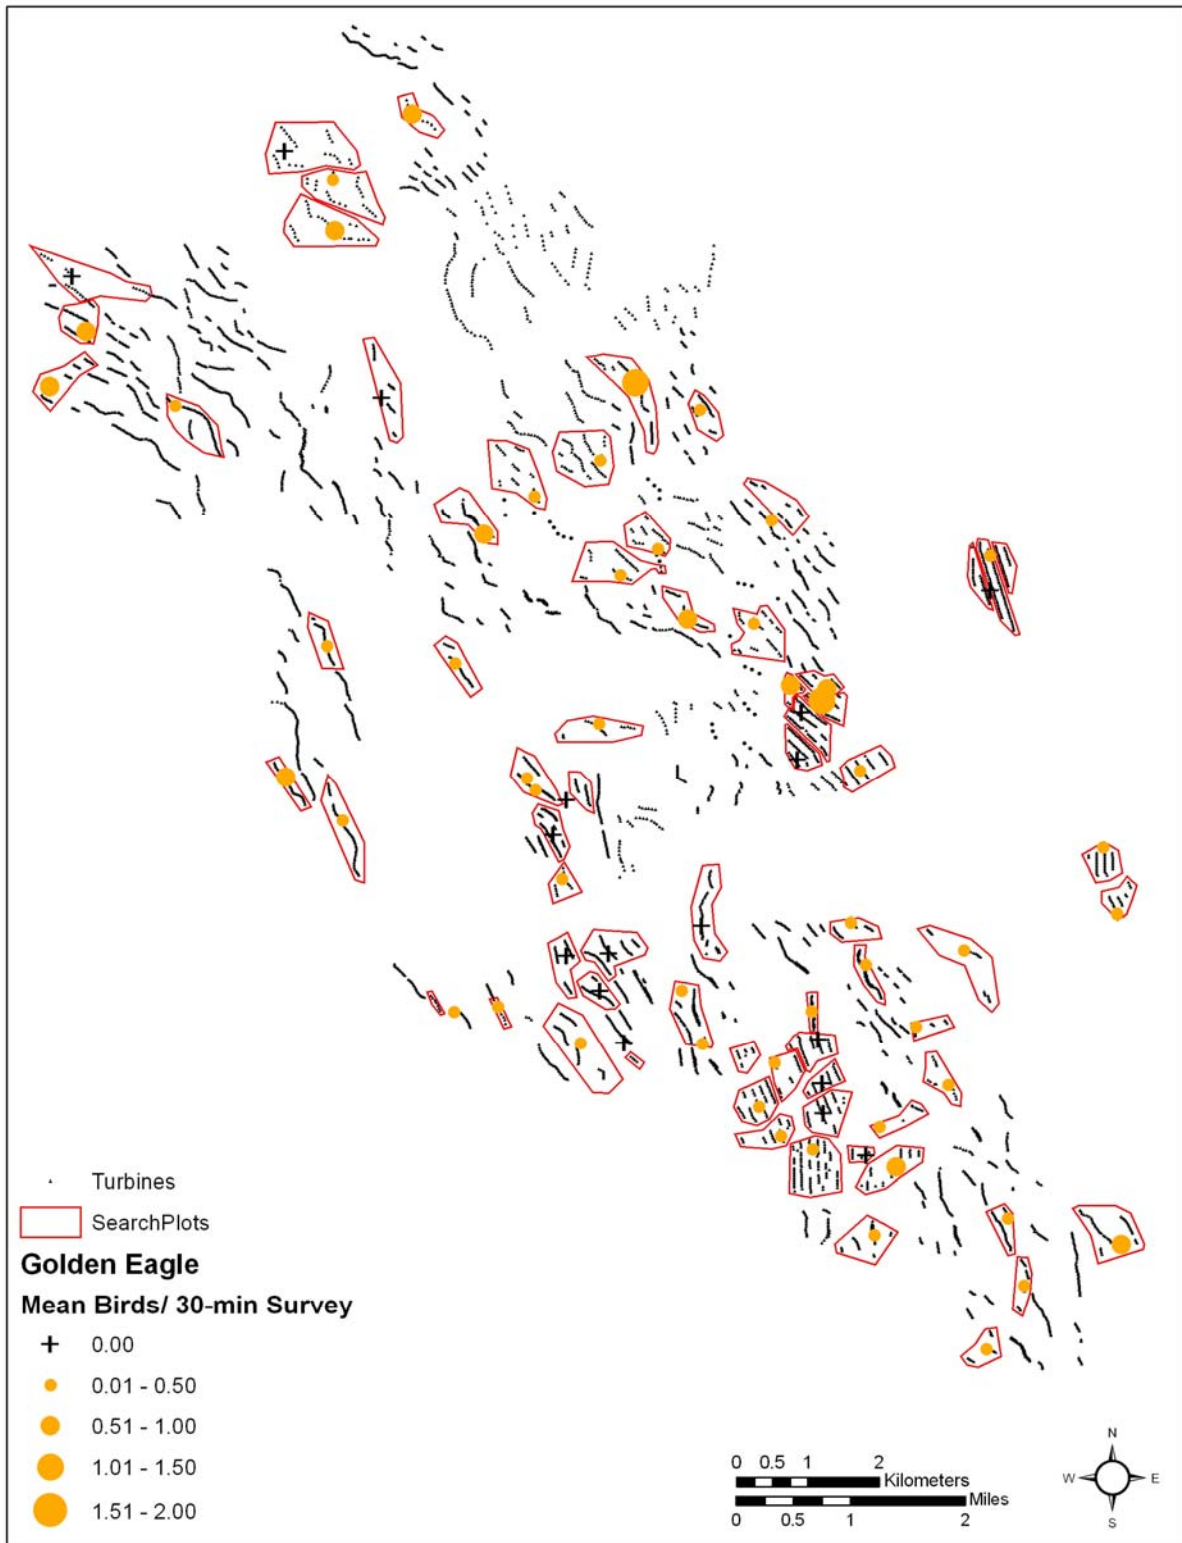 Turbines
SearchPlots
Golden Eagle
Mean Birds/ 30-min Survey
0.00
0.01 - 0.50
0.51 - 1.00
1.01 - 1.50
1.51 - 2.00
0 0.5 1 2
Kilometers
Miles
0 0.5 1 2
N
W E
S